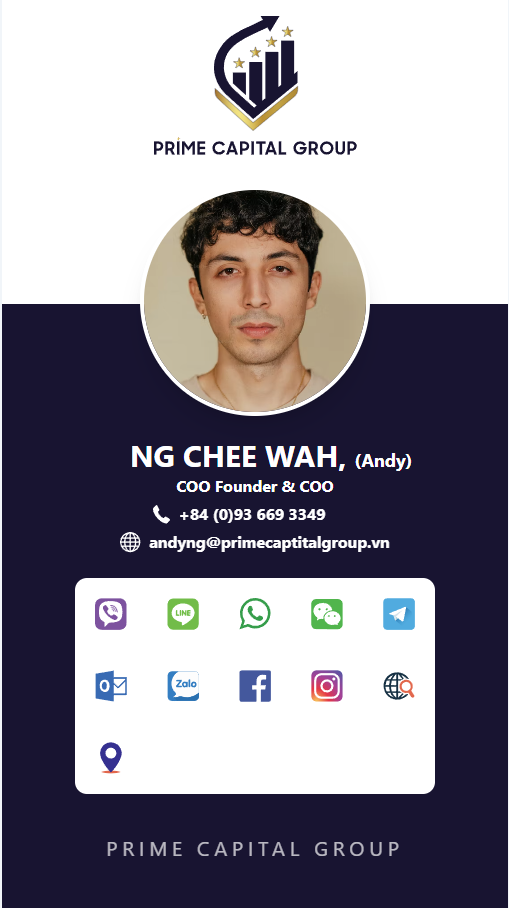 PRIME CAPITAL GROUP
NG CHEE WAH, (Andy)
COO Founder & COO
+84 (0)93 669 3349
andyng@primecaptitalgroup.vn
LINE
O
Zalo
PRIME CAPITAL GROUP